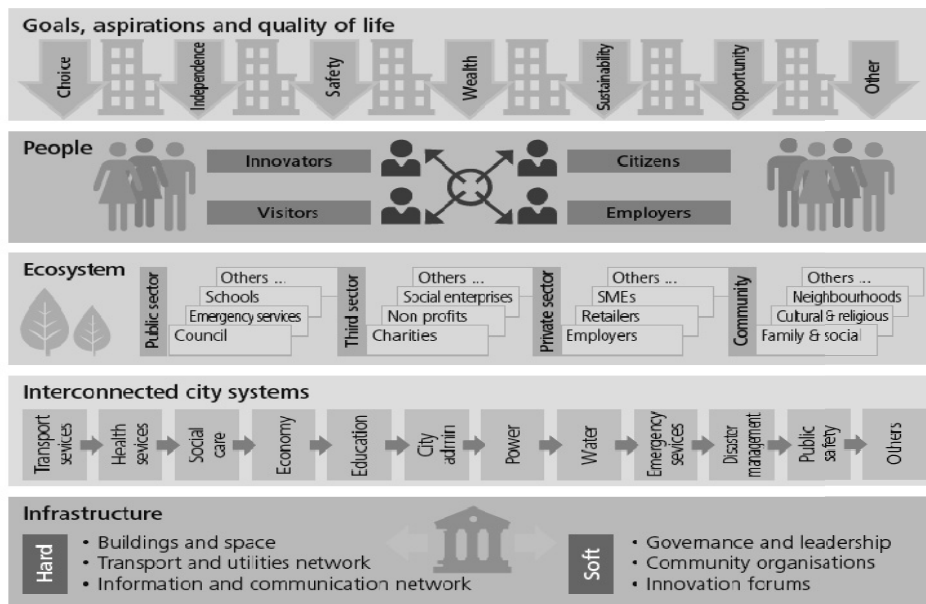 Goals, aspirations and quality of life
Choice
Independence
Safety
Wealth
Sustainability
Opportunity
Other
People
Innovators
Citizens
Visitors
Employers
Ecosystem
Public sector
Others ...
Schools
Emergency services
Council
Third sector
Others ...
Social enterprises
Non profits
Charities
Private sector
Others ...
SMEs
Retailers
Employers
Community
Others ...
Neighbourhoods
Cultural & religious
Family & social
Interconnected city systems
Transport
sevices
Health
sevices
Social
care
Economy
Education
City
admin
Power
Water
Emergency
sevices
Disaster
management
Public
safety
Others
Infrastructure
Hard
• Buildings and space
• Transport and utilities network
• Information and communication network
Soft
• Governance and leadership
• Community organisations
• Innovation forums